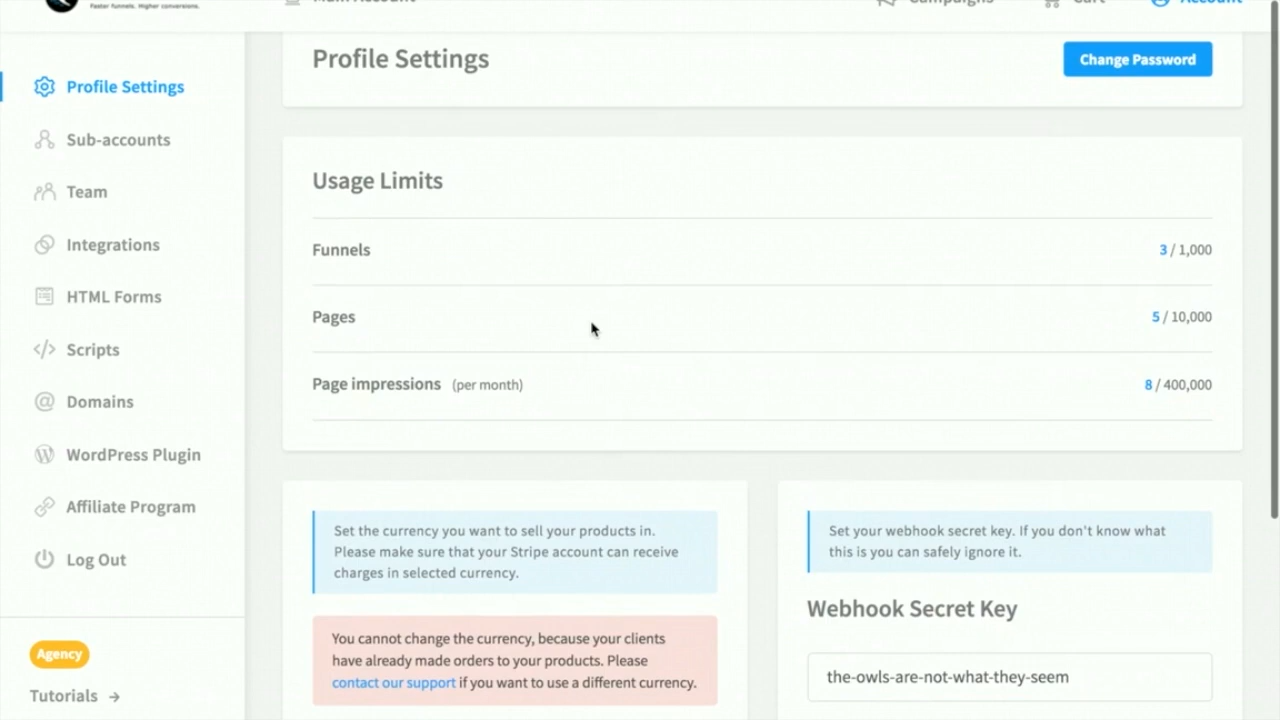 Faster funnels. Higher conversions.
Main Account
Campaigns
Cart
Account
Profile Settings
Sub-accounts
Team
Integrations
HTML Forms
Scripts
Domains
WordPress Plugin
Affiliate Program
Log Out
Agency
Tutorials →
Profile Settings
Change Password
Usage Limits
Funnels 3 / 1,000
Pages 5 / 10,000
Page impressions (per month) 8 / 400,000
Set the currency you want to sell your products in.
Please make sure that your Stripe account can receive
charges in selected currency.
You cannot change the currency, because your clients
have already made orders to your products. Please
contact our support if you want to use a different currency.
Set your webhook secret key. If you don't know what
this is you can safely ignore it.
Webhook Secret Key
the-owls-are-not-what-they-seem